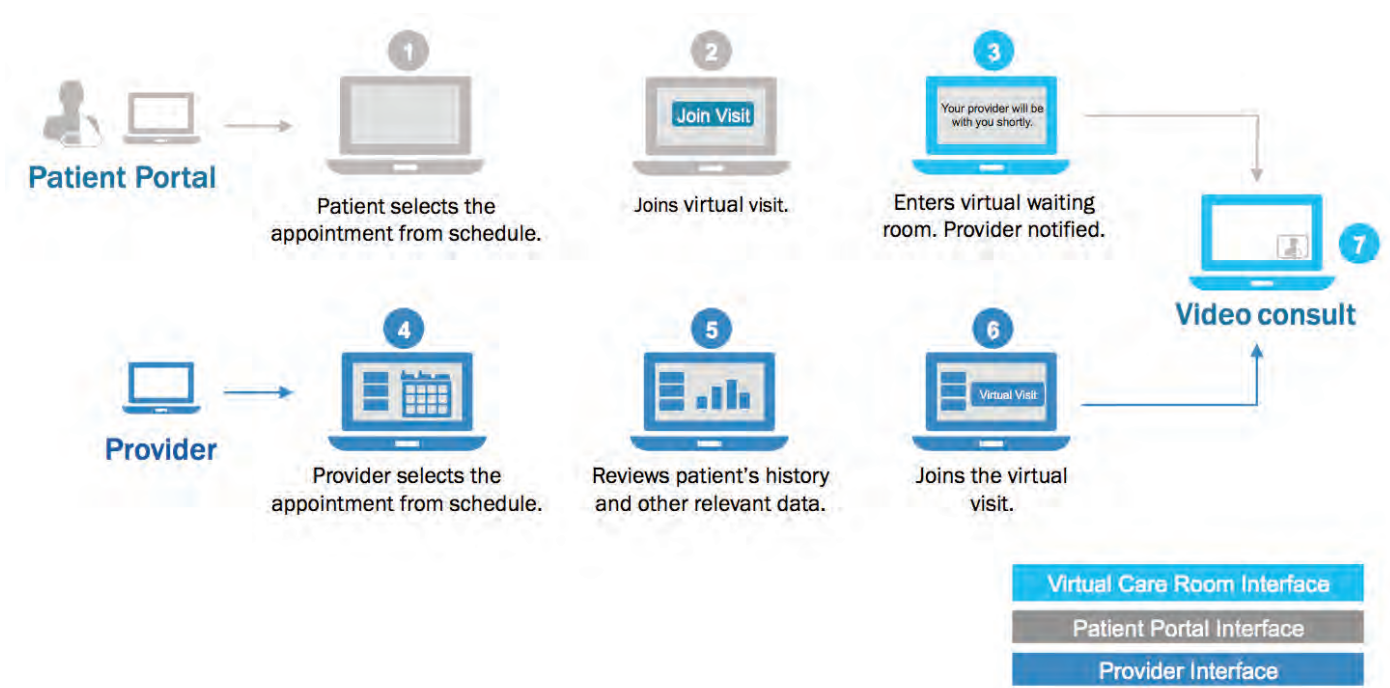 1
2
3
Join Visit
Your provider will be
with you shortly.
Patient Portal
Patient selects the
appointment from schedule.
Joins virtual visit.
Enters virtual waiting
room. Provider notified.
7
Video consult
4
5
6
Virtual Visit
Provider
Provider selects the
appointment from schedule.
Reviews patient's history
and other relevant data.
Joins the virtual
visit.
Virtual Care Room Interface
Patient Portal Interface
Provider Interface